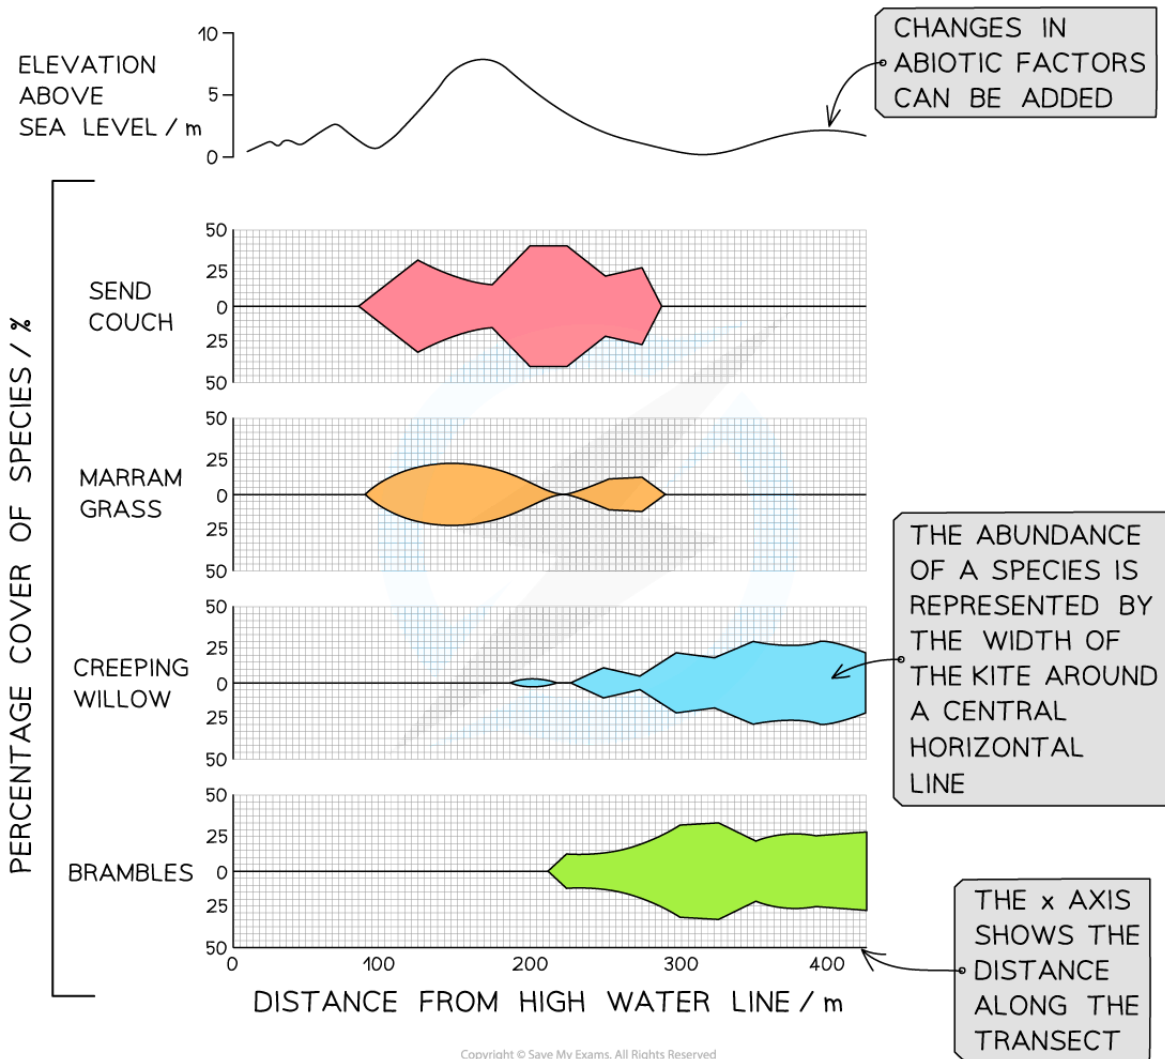 CHANGES IN
ABIOTIC FACTORS
CAN BE ADDED
ELEVATION
ABOVE
SEA LEVEL / m
10
5
0
PERCENTAGE COVER OF SPECIES / %
SEND
COUCH
50
25
0
25
50
MARRAM
GRASS
50
25
0
25
50
CREEPING
WILLOW
50
25
0
25
50
THE ABUNDANCE
OF A SPECIES IS
REPRESENTED BY
THE WIDTH OF
THE KITE AROUND
A CENTRAL
HORIZONTAL
LINE
BRAMBLES
50
25
0
25
50
0 100 200 300 400
DISTANCE FROM HIGH WATER LINE / m
THE x AXIS
SHOWS THE
DISTANCE
ALONG THE
TRANSECT
Copyright © Save My Exams. All Rights Reserved